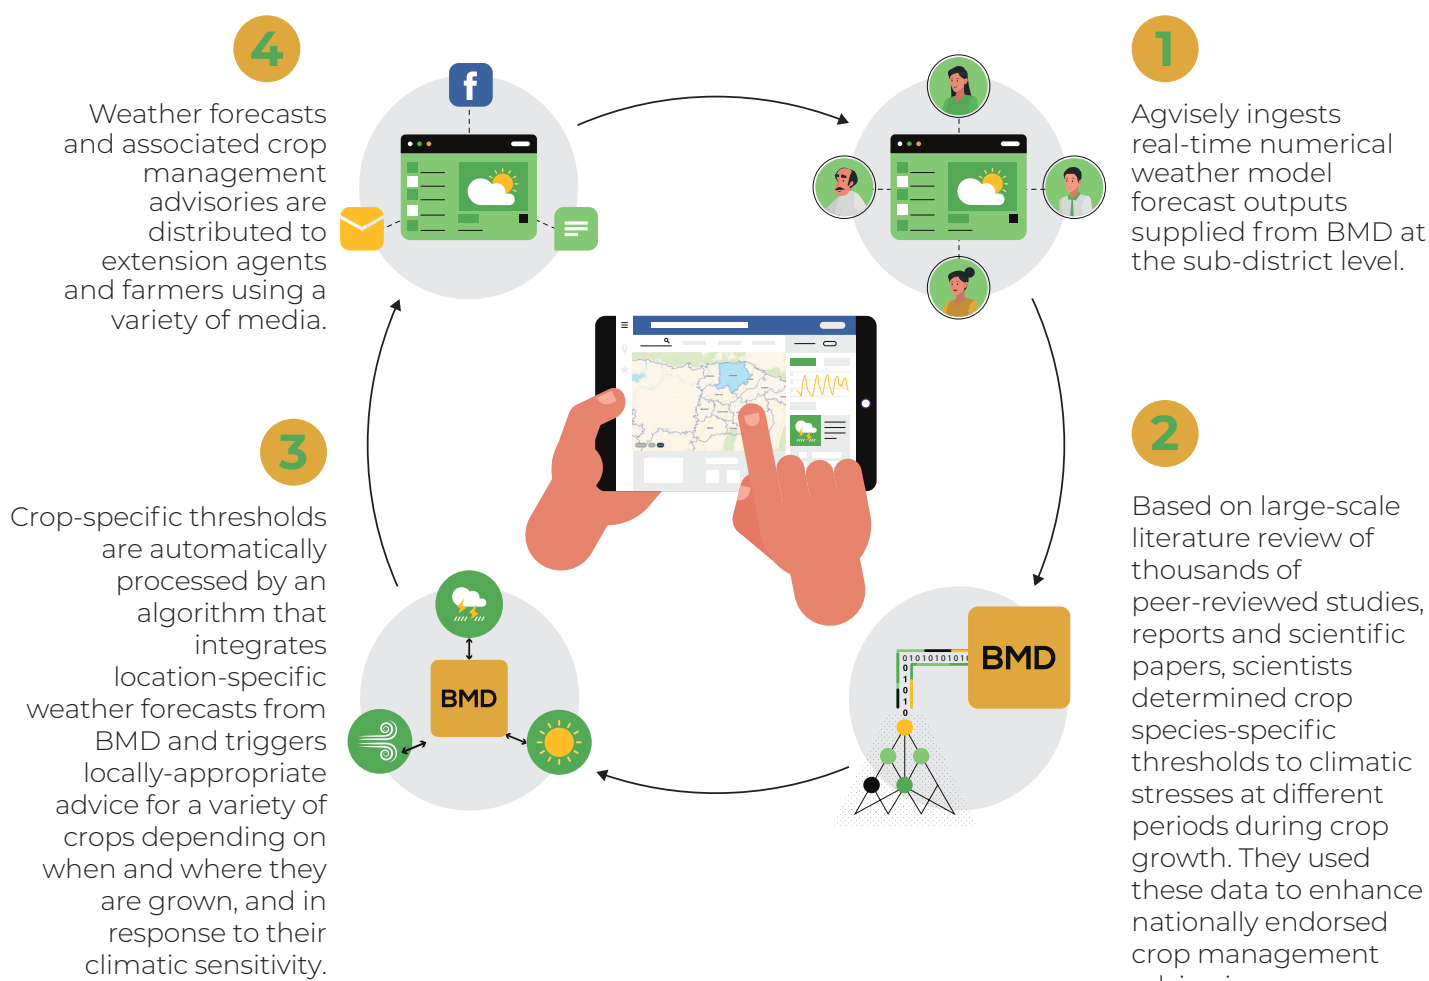 1
Agvisely ingests
real-time numerical
weather model
forecast outputs
supplied from BMD at
the sub-district level.
2
Based on large-scale
literature review of
thousands of
peer-reviewed studies,
reports and scientific
papers, scientists
determined crop
species-specific
thresholds to climatic
stresses at different
periods during crop
growth. They used
these data to enhance
nationally endorsed
crop management
BMD
01010101010
0
1
0
1
0
3
Crop-specific thresholds
are automatically
processed by an
algorithm that
integrates
location-specific
weather forecasts from
BMD and triggers
locally-appropriate
advice for a variety of
crops depending on
when and where they
are grown, and in
response to their
climatic sensitivity.
BMD
4
Weather forecasts
and associated crop
management
advisories are
distributed to
extension agents
and farmers using a
variety of media.
f